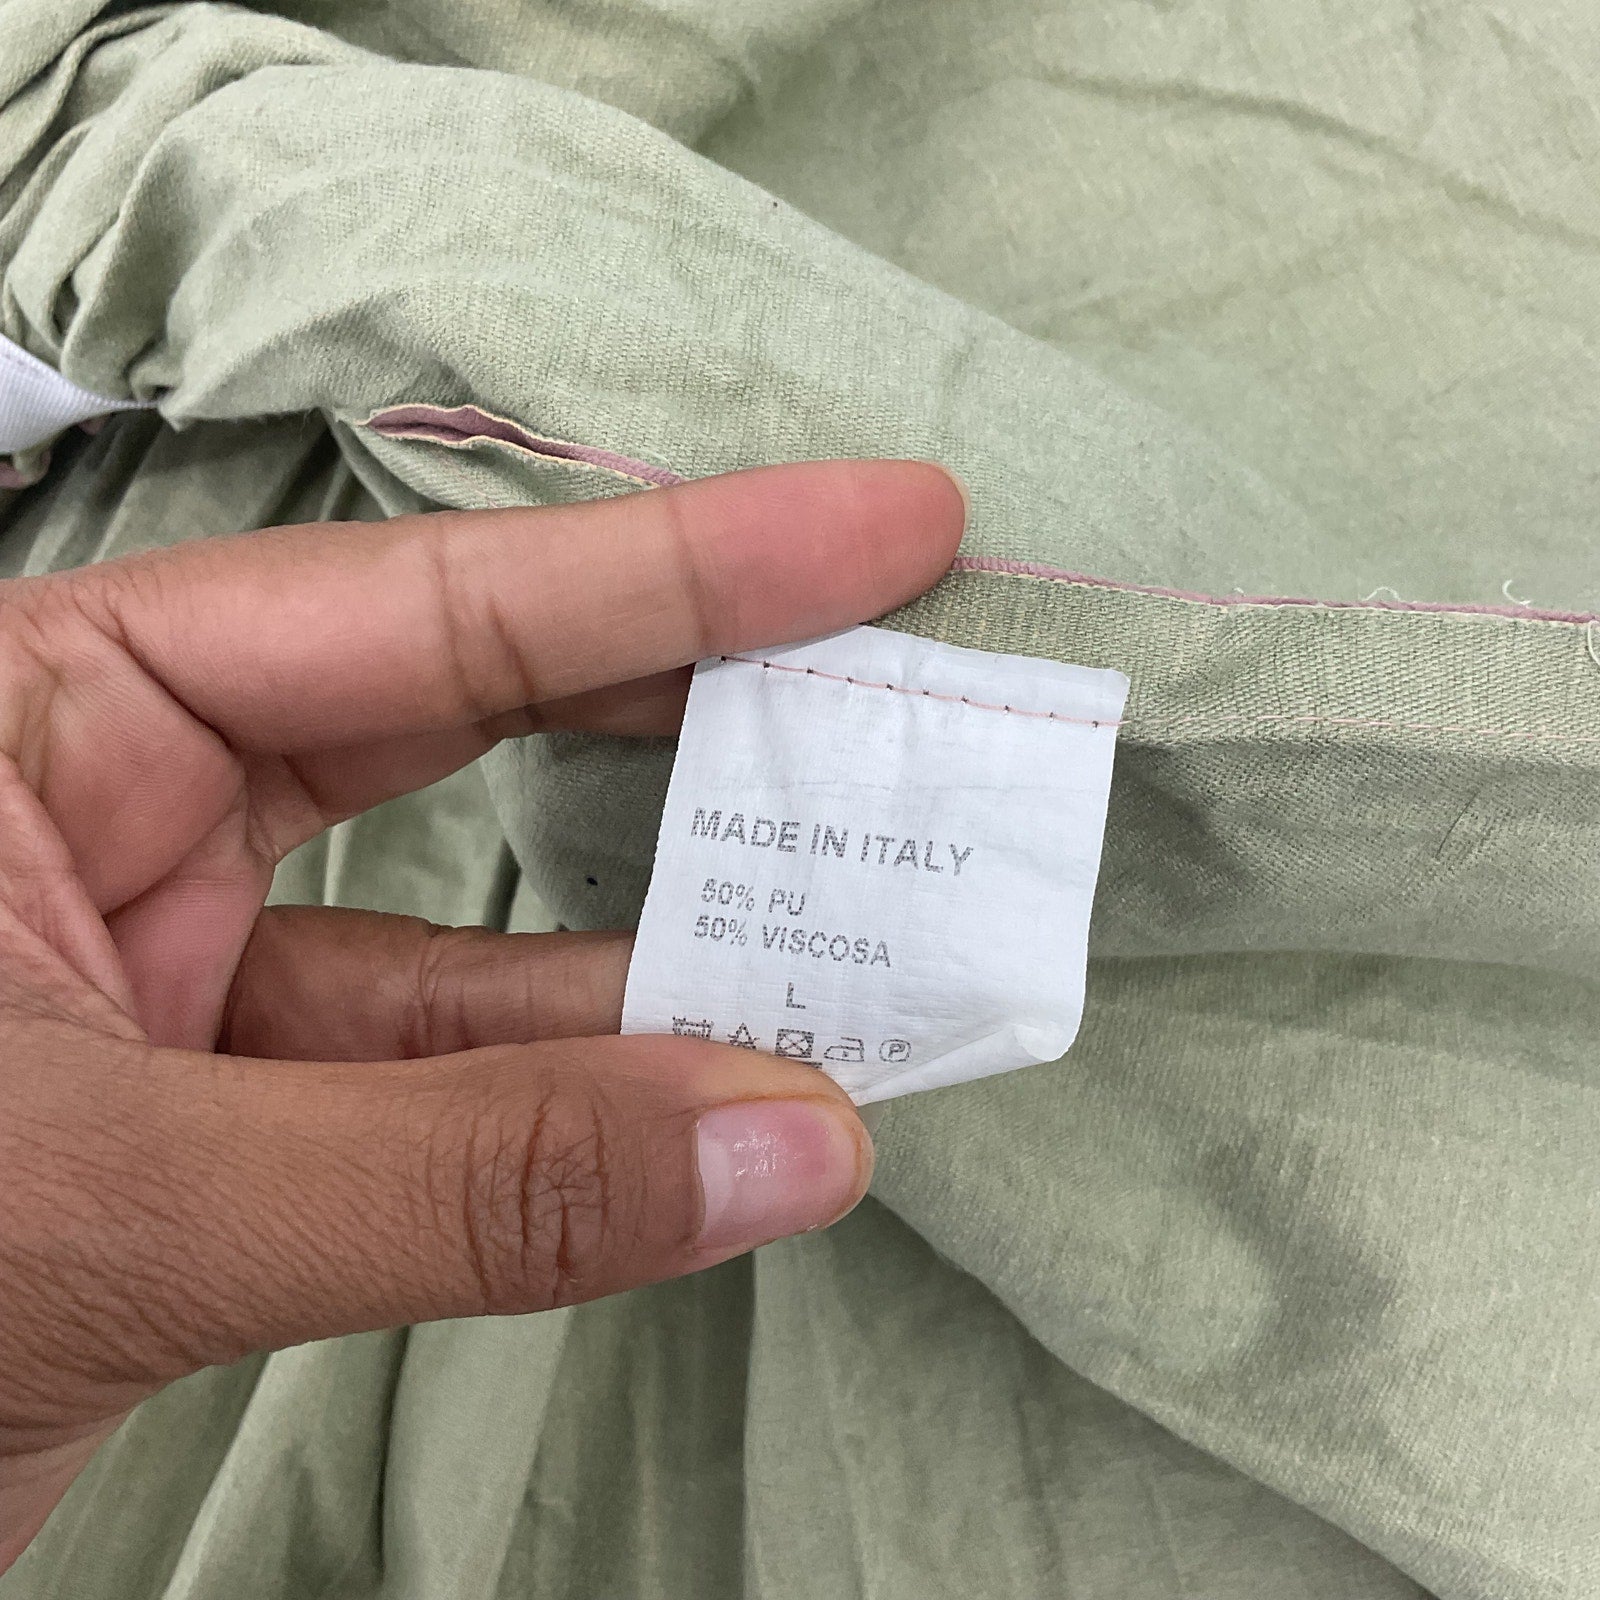 MADE IN ITALY
50% PU
50% VISCOSA
L
P